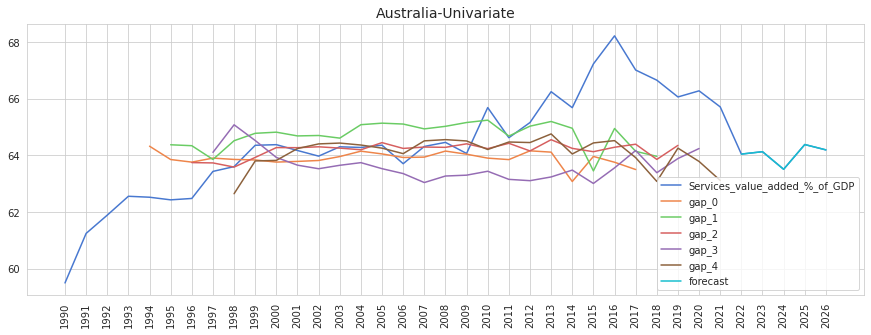 Australia-Univariate
68
66
64
62
60
Services_value_added_%_of_GDP
gap_0
gap_1
gap_2
gap_3
gap_4
forecast
1990 1991 1992 1993 1994 1995 1996 1997 1998 1999 2000 2001 2002 2003 2004 2005 2006 2007 2008 2009 2010 2011 2012 2013 2014 2015 2016 2017 2018 2019 2020 2021 2022 2023 2024 2025 2026